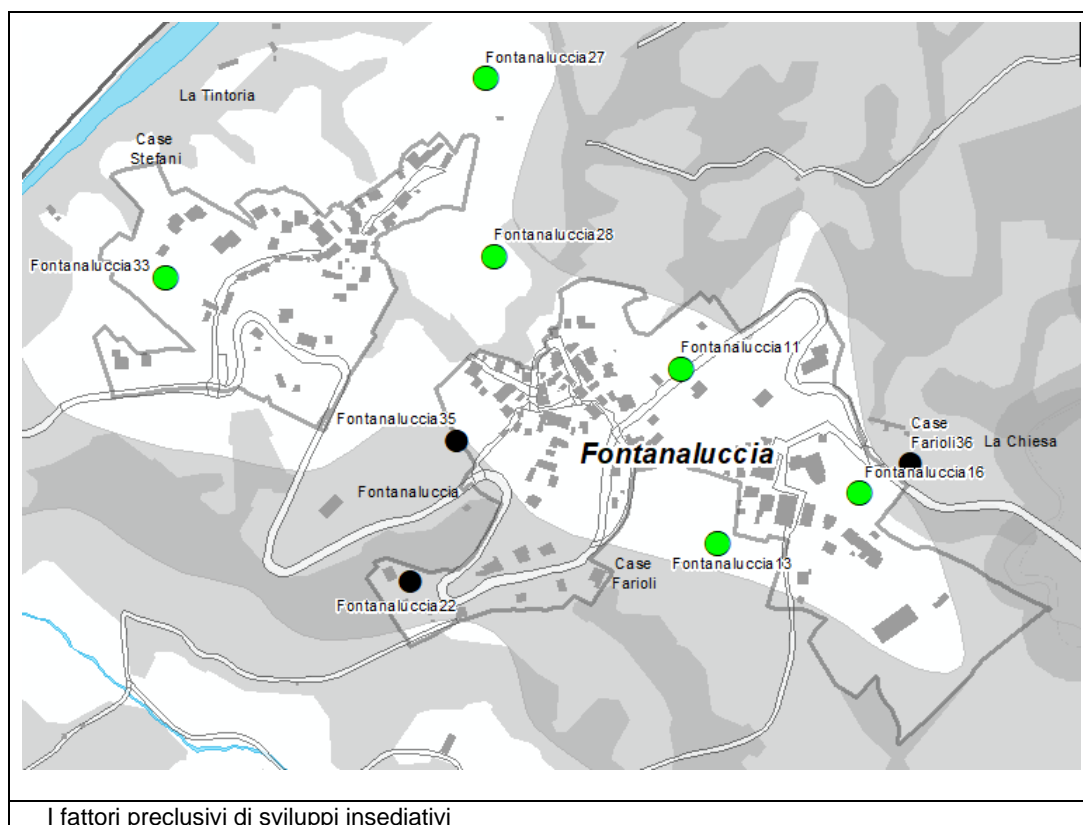 Fontanaluccia27
La Tintoria
Case
Stefani
Fontanaluccia28
Fontanaluccia33
Fontanaluccia11
Fontanaluccia35
Case
Farioli36
La Chiesa
Fontanaluccia
Fontanaluccia16
Fontanaluccia
Case
Farioli
Fontanaluccia13
Fontanaluccia22
I fattori preclusivi di sviluppi insediativi